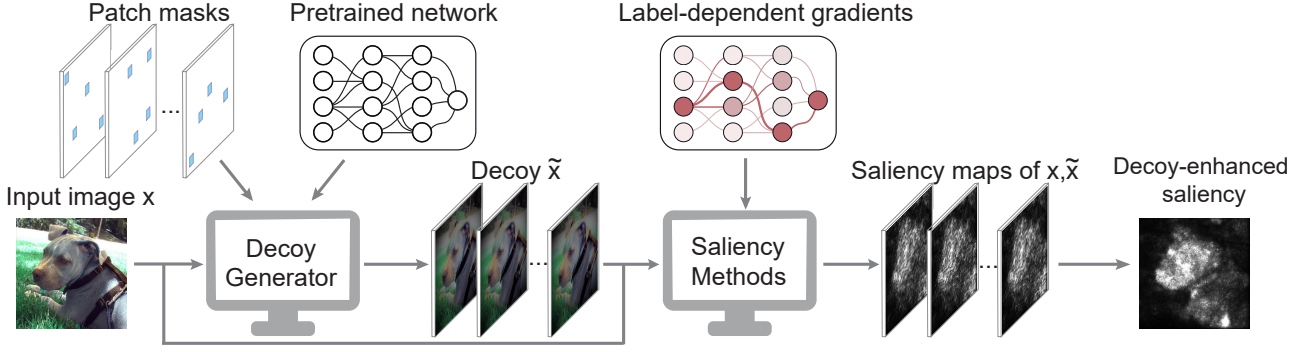 Patch masks
Pretrained network
Label-dependent gradients
...
Input image x
Decoy x̃
Saliency maps of x,x̃
Decoy-enhanced
saliency
Decoy
Generator
...
Saliency
Methods
...